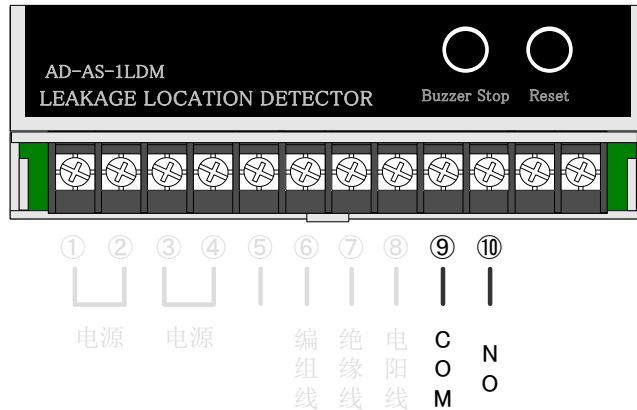 AD-AS-1LDM
LEAKAGE LOCATION DETECTOR
Buzzer Stop
Reset
① ② ③ ④ ⑤ ⑥ ⑦ ⑧ ⑨ ⑩
电源
电源
编组线
绝缘线
电阳线
COM
NO